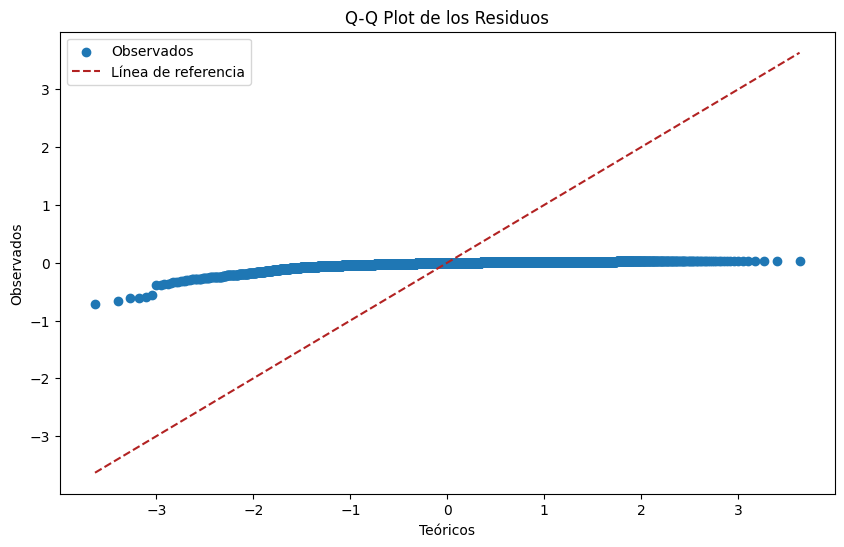 Q-Q Plot de los Residuos
Observados
Línea de referencia
3
2
1
0
−1
−2
−3
Observados
−3
−2
−1
0
1
2
3
Teóricos